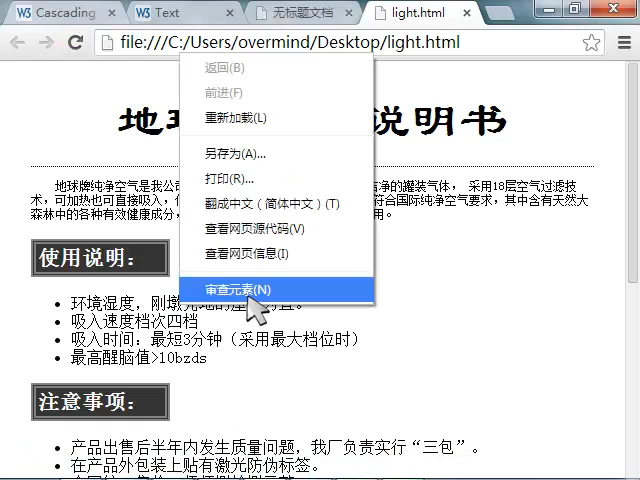 Cascading
Text
无标题文档
light.html
file:///C:/Users/overmind/Desktop/light.html
返回(B)
前进(F)
重新加载(L)
另存为(A)...
打印(R)...
翻成中文（简体中文）(T)
查看网页源代码(V)
查看网页信息(I)
审查元素(N)
地球 说明书
地球牌纯净空气是我公 洁净的罐装气体， 采用18层空气过滤技
术，可加热也可直接吸入，  符合国际纯净空气要求，其中含有天然大
森林中的各种有效健康成分， 用。
使用说明：
环境湿度，刚墩
吸入速度档次四档
吸入时间：最短3分钟（采用最大档位时）
最高醒脑值>10bzds
注意事项：
产品出售后半年内发生质量问题，我厂负责实行“三包”。
在产品外包装上贴有激光防伪标签。